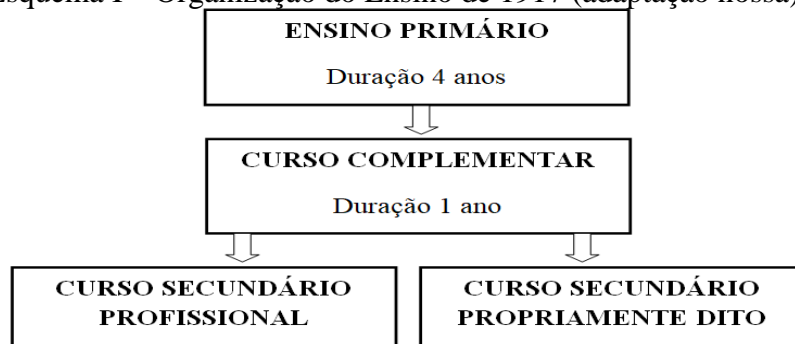 Esquema I – Organização do Ensino de 1917 (adaptação nossa)
ENSINO PRIMÁRIO
Duração 4 anos
CURSO COMPLEMENTAR
Duração 1 ano
CURSO SECUNDÁRIO
PROFISSIONAL
CURSO SECUNDÁRIO
PROPRIAMENTE DITO